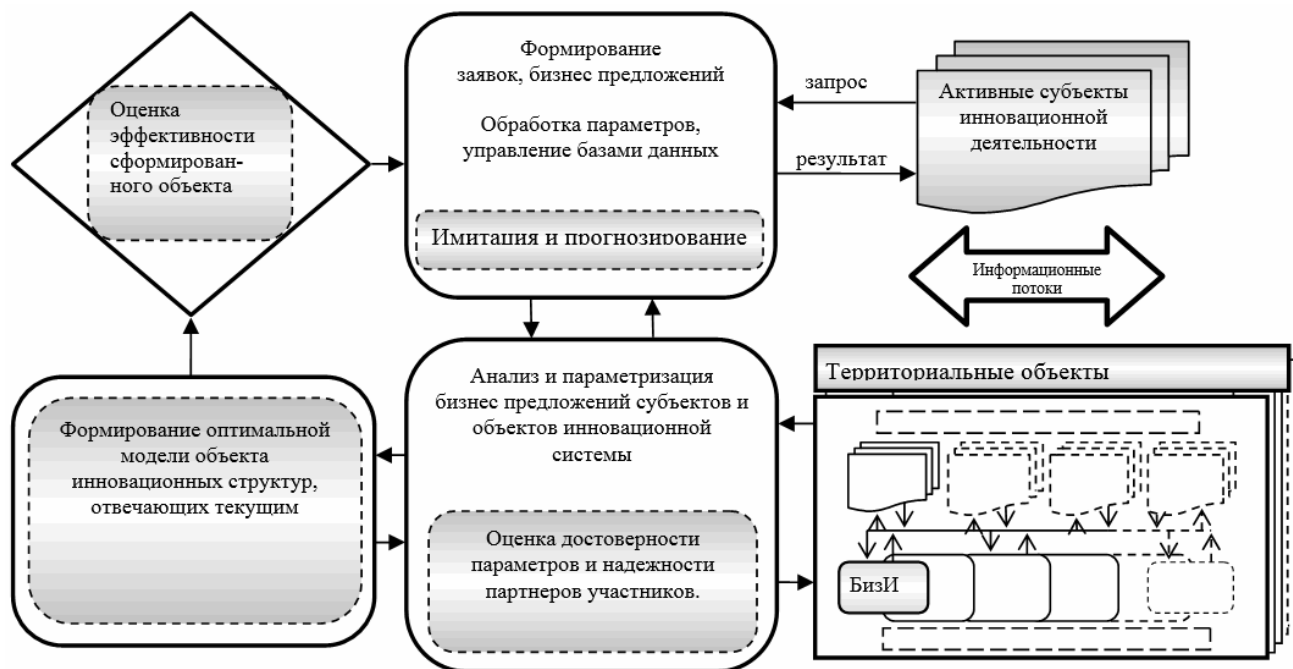 Оценка
эффективности
сформирован-
ного объекта
Формирование
заявок, бизнес предложений
Обработка параметров,
управление базами данных
Имитация и прогнозирование
запрос
результат
Активные субъекты
инновационной
деятельности
Информационные
потоки
Формирование оптимальной
модели объекта
инновационных структур,
отвечающих текущим
Анализ и параметризация
бизнес предложений субъектов и
объектов инновационной
системы
Оценка достоверности
параметров и надежности
партнеров участников.
Территориальные объекты
БизИ